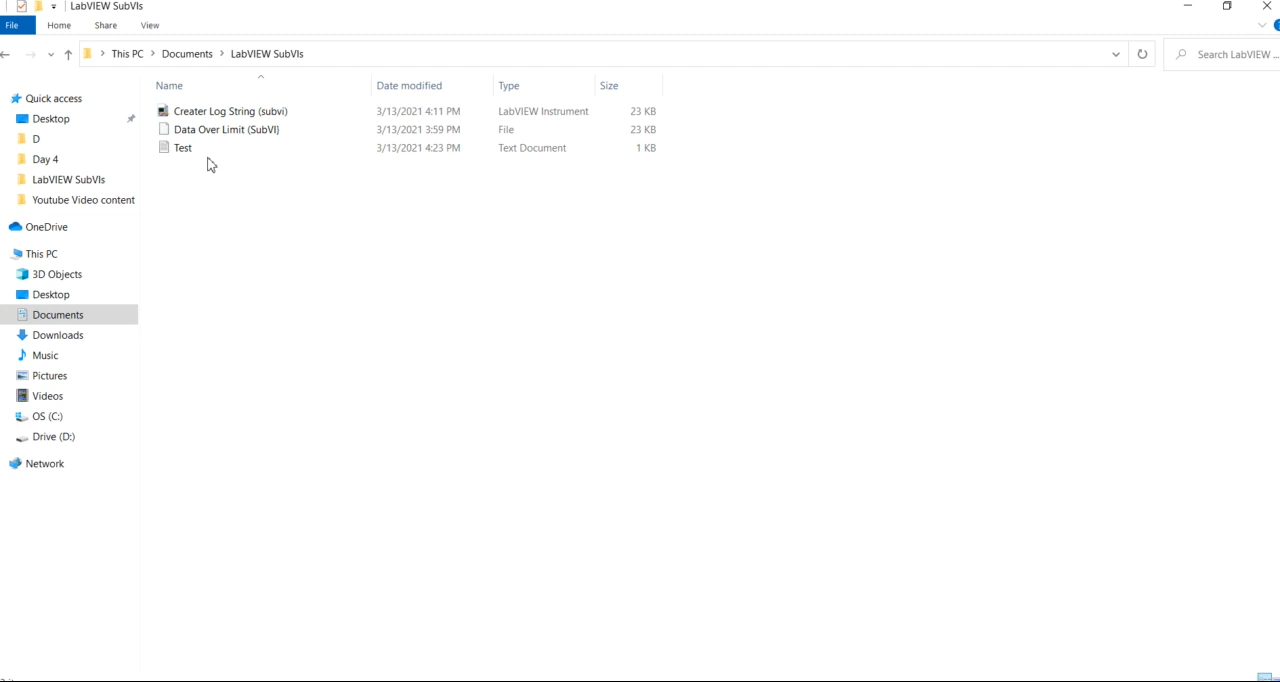 LabVIEW SubVIs
File Home Share View
This PC Documents LabVIEW SubVIs Search LabVIEW ...
Name Date modified Type Size
Creater Log String (subvi) 3/13/2021 4:11 PM LabVIEW Instrument 23 KB
Data Over Limit (SubVI} 3/13/2021 3:59 PM File 23 KB
Test 3/13/2021 4:23 PM Text Document 1 KB
Quick access
Desktop
D
Day 4
LabVIEW SubVIs
Youtube Video content
OneDrive
This PC
3D Objects
Desktop
Documents
Downloads
Music
Pictures
Videos
OS (C:)
Drive (D:)
Network